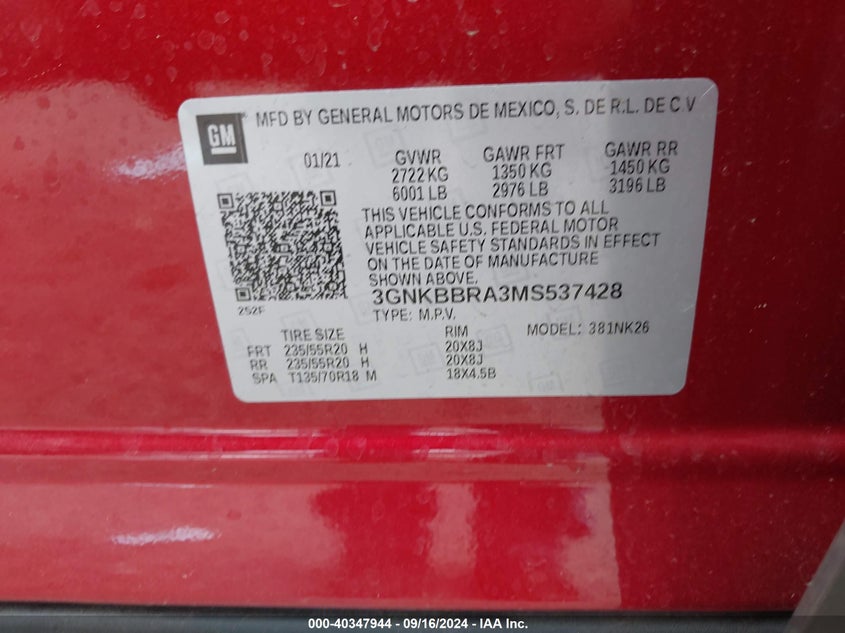 GM
MFD BY GENERAL MOTORS DE MEXICO, S. DE R.L. DE C V
01/21 GVWR GAWR FRT GAWR RR
2722 KG 1350 KG 1450 KG
6001 LB 2976 LB 3196 LB
THIS VEHICLE CONFORMS TO ALL
APPLICABLE U.S. FEDERAL MOTOR
VEHICLE SAFETY STANDARDS IN EFFECT
ON THE DATE OF MANUFACTURE
SHOWN ABOVE.
252F
3GNKBBRA3MS537428
TYPE: M.P.V. MODEL: 381NK26
TIRE SIZE RIM
FRT 235/55R20 H 20X8J
RR 235/55R20 H 20X8J
SPA T135/70R18 M 18X4.5B
000-40347944 - 09/16/2024 - IAA Inc.